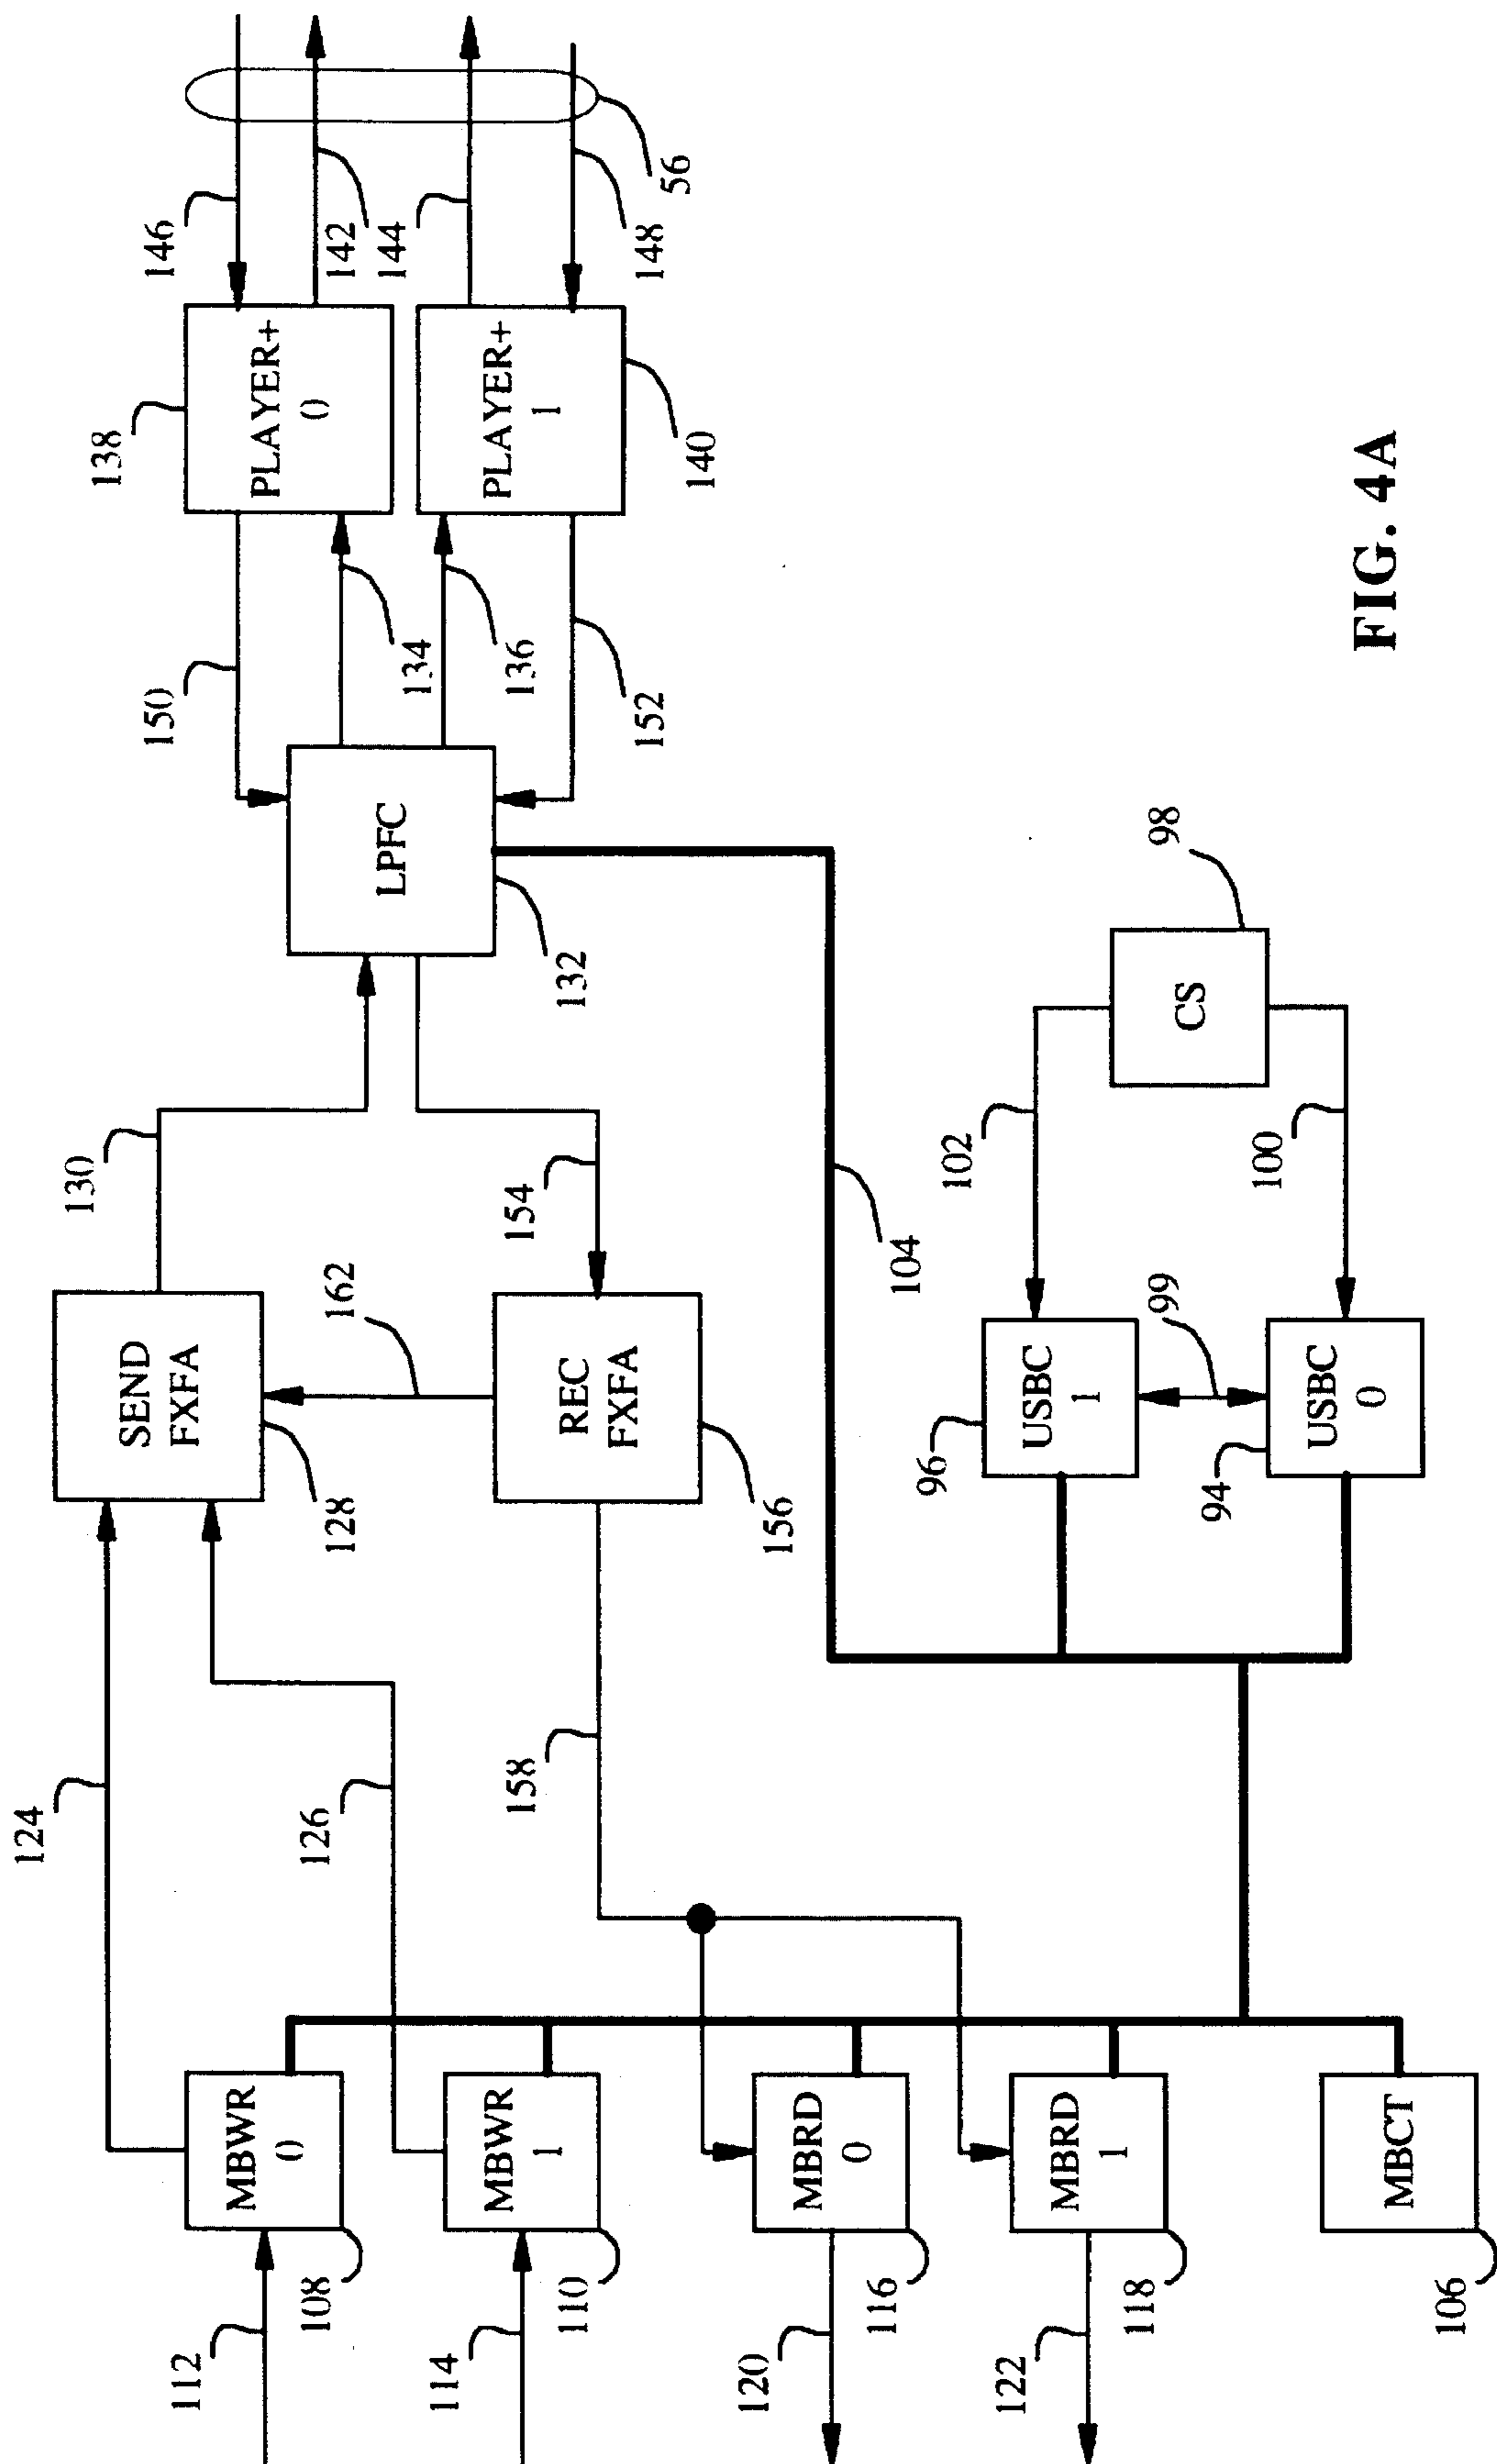 146
142
144
148
56
138
PLAYER+
0
PLAYER+
1
140
150
134
136
152
LPFC
132
130
154
104
SEND
FXFA
128
162
REC
FXFA
156
124
126
158
98
CS
102
100
99
USBC
1
96
USBC
0
94
MBWR
0
108
112
MBWR
1
110
114
MBRD
0
116
120
MBRD
1
118
122
MBCT
106
FIG. 4A